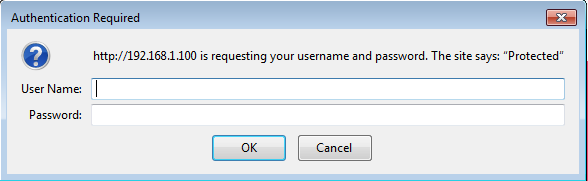 Authentication Required
http://192.168.1.100 is requesting your username and password. The site says: "Protected"
User Name:
Password:
OK Cancel